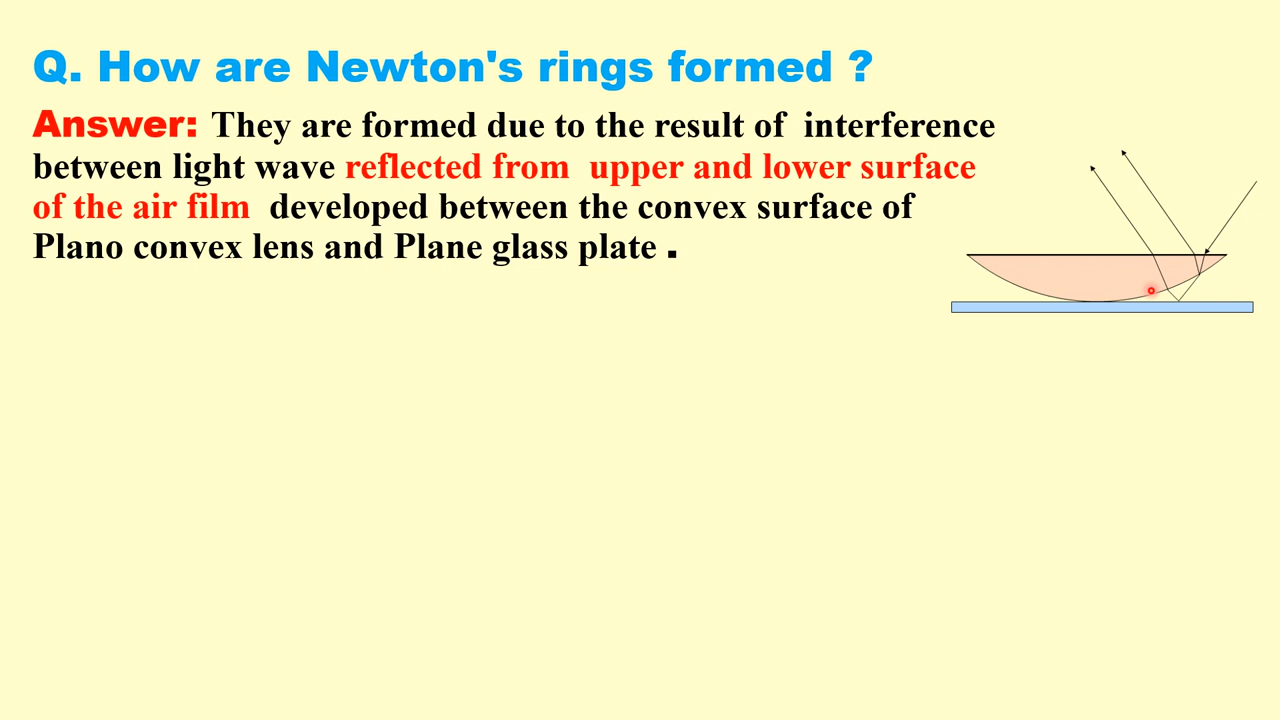 Q. How are Newton's rings formed ?
Answer: They are formed due to the result of interference
between light wave reflected from upper and lower surface
of the air film developed between the convex surface of
Plano convex lens and Plane glass plate .